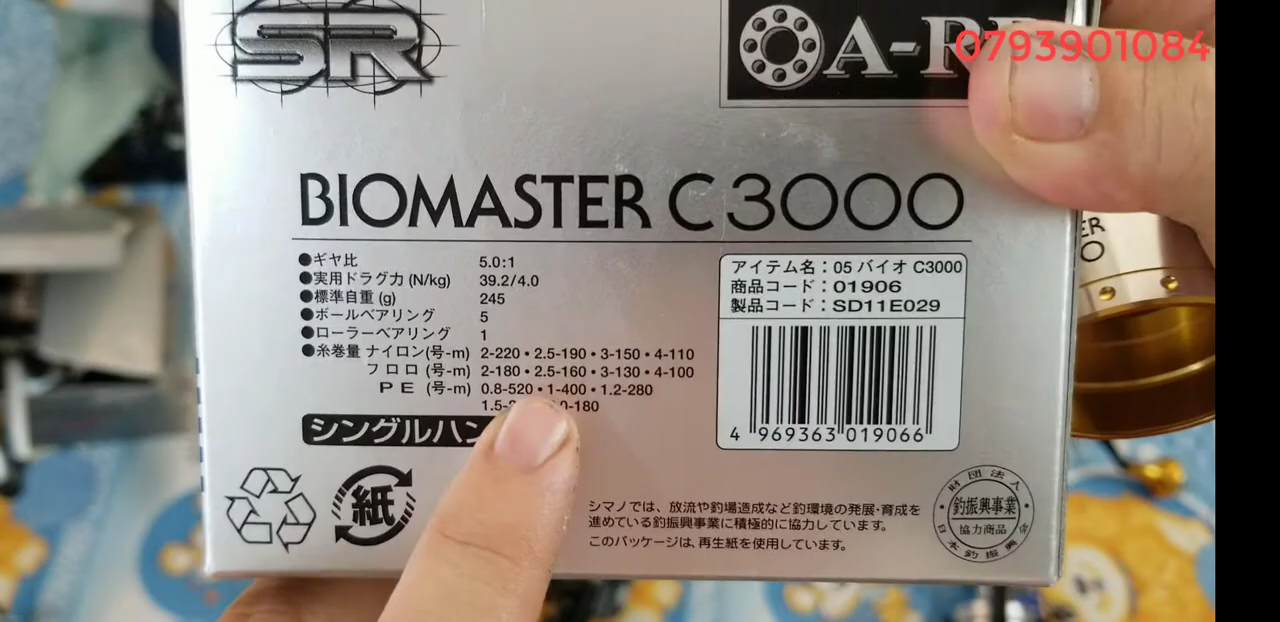 SR
A-R
0793901084
BIOMASTER C3000
●ギヤ比 5.0:1
●実用ドラグ力 (N/kg) 39.2/4.0
●標準自重 (g) 245
●ボールベアリング 5
●ローラーベアリング 1
●糸巻量 ナイロン(号-m) 2-220・2.5-190・3-150・4-110
フロロ (号-m) 2-180・2.5-160・3-130・4-100
PE (号-m) 0.8-520・1-400・1.2-280
シングルハン
アイテム名:05 バイオ C3000
商品コード:01906
製品コード:SD11E029
4 969363 019066
紙
シマノでは、放流や釣場造成など釣環境の発展・育成を
進めている釣振興事業に積極的に協力しています。
このパッケージは、再生紙を使用しています。
財団法人
釣振興事業
協力商品
日本釣振興会
ER
O